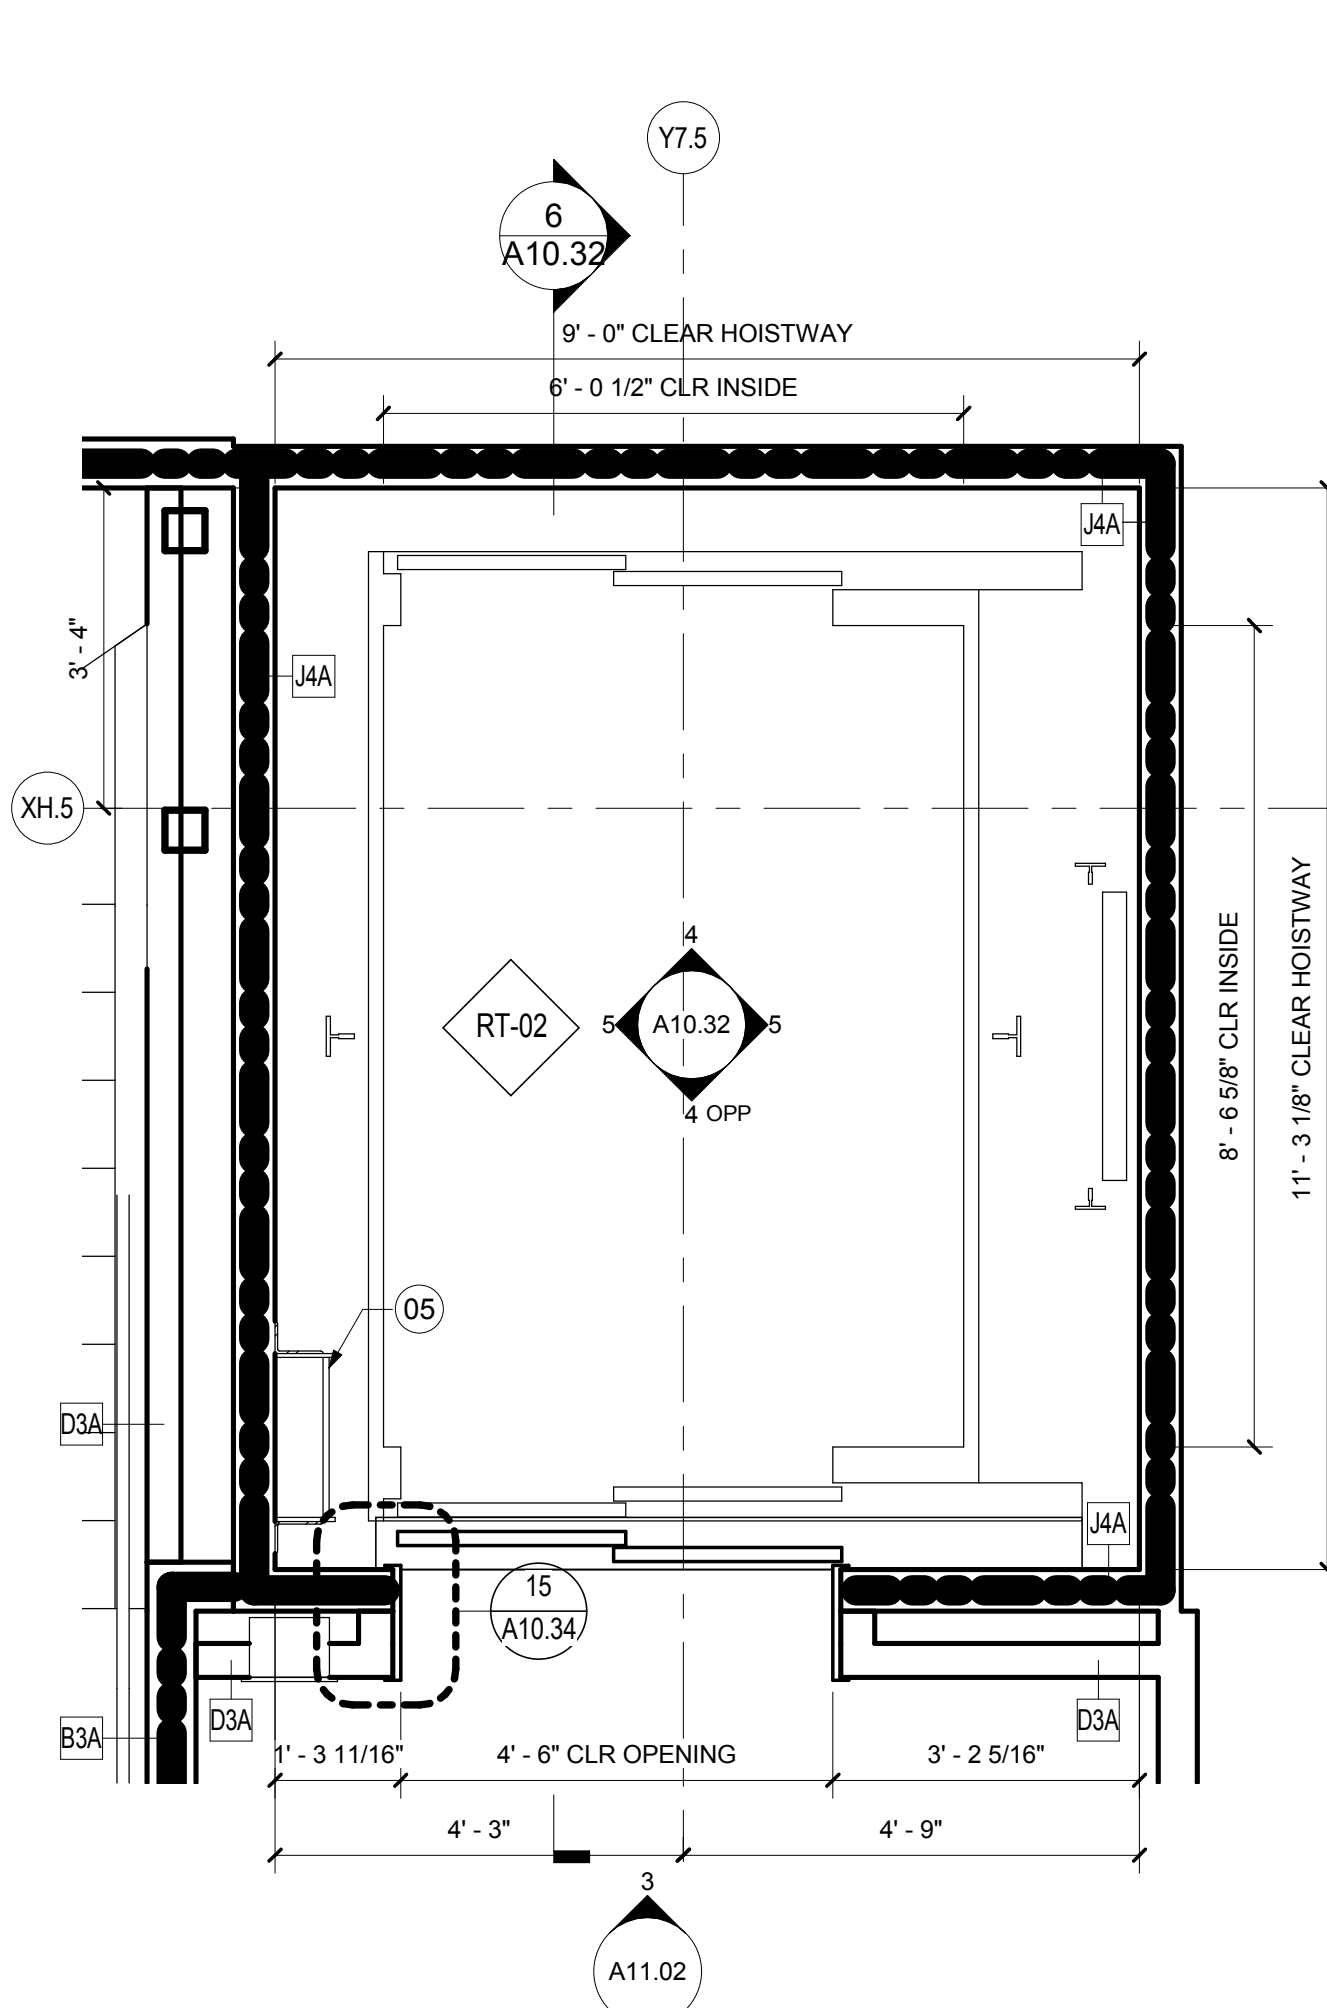 Y7.5
6
A10.32
9' - 0" CLEAR HOISTWAY
6' - 0 1/2" CLR INSIDE
J4A
3' - 4"
J4A
XH.5
8' - 6 5/8" CLR INSIDE
11' - 3 1/8" CLEAR HOISTWAY
4
RT-02
5
A10.32
5
4 OPP
05
D3A
J4A
15
A10.34
D3A
D3A
B3A
1' - 3 11/16"
4' - 6" CLR OPENING
3' - 2 5/16"
4' - 3"
4' - 9"
3
A11.02